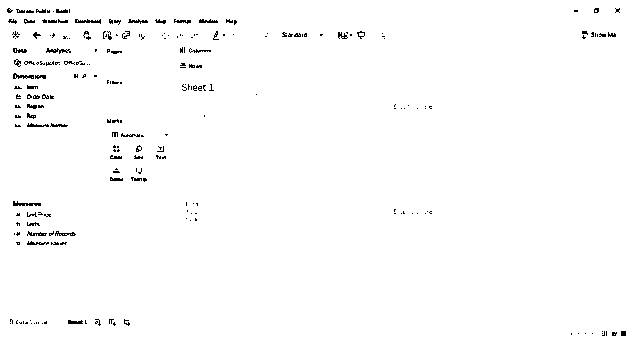 Tableau Public - Book1
File Data Worksheet Dashboard Story Analysis Map Format Window Help
Standard
Show Me
Data Analytics
Pages
Columns
Rows
OfficeSupplies OfficeSu...
Dimensions
Filters
Sheet 1
Item
Order Date
Region
Rep
Measure Names
Marks
Automatic
Color Size Text
Detail Tooltip
Measures
Unit Price
Units
Number of Records
Measure Values
Data Source Sheet 1